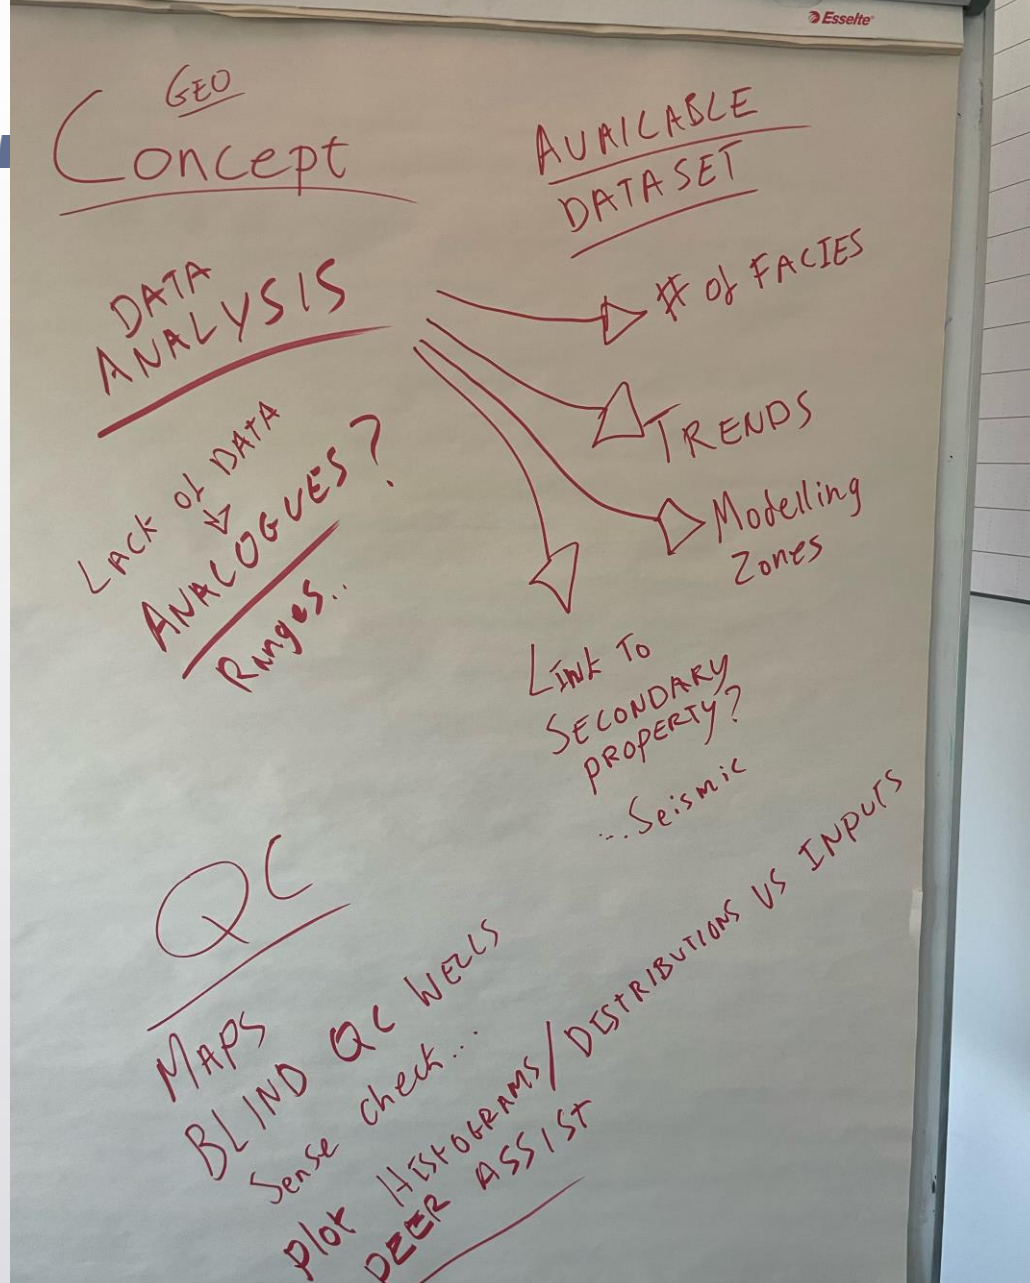 Esselte
GEO
Concept
AVAILABLE
DATASET
DATA
ANALYSIS
# of FACIES
TRENDS
Modelling
Zones
LINK TO
SECONDARY
PROPERTY?
...Seismic
LACK of DATA
ANALOGUES?
Ranges..
QC
MAPS
BLIND QC WELLS
Sense check...
plot HIStOGRAMS/DISTRIBUTIONS VS INPUTS
PEER ASSIST